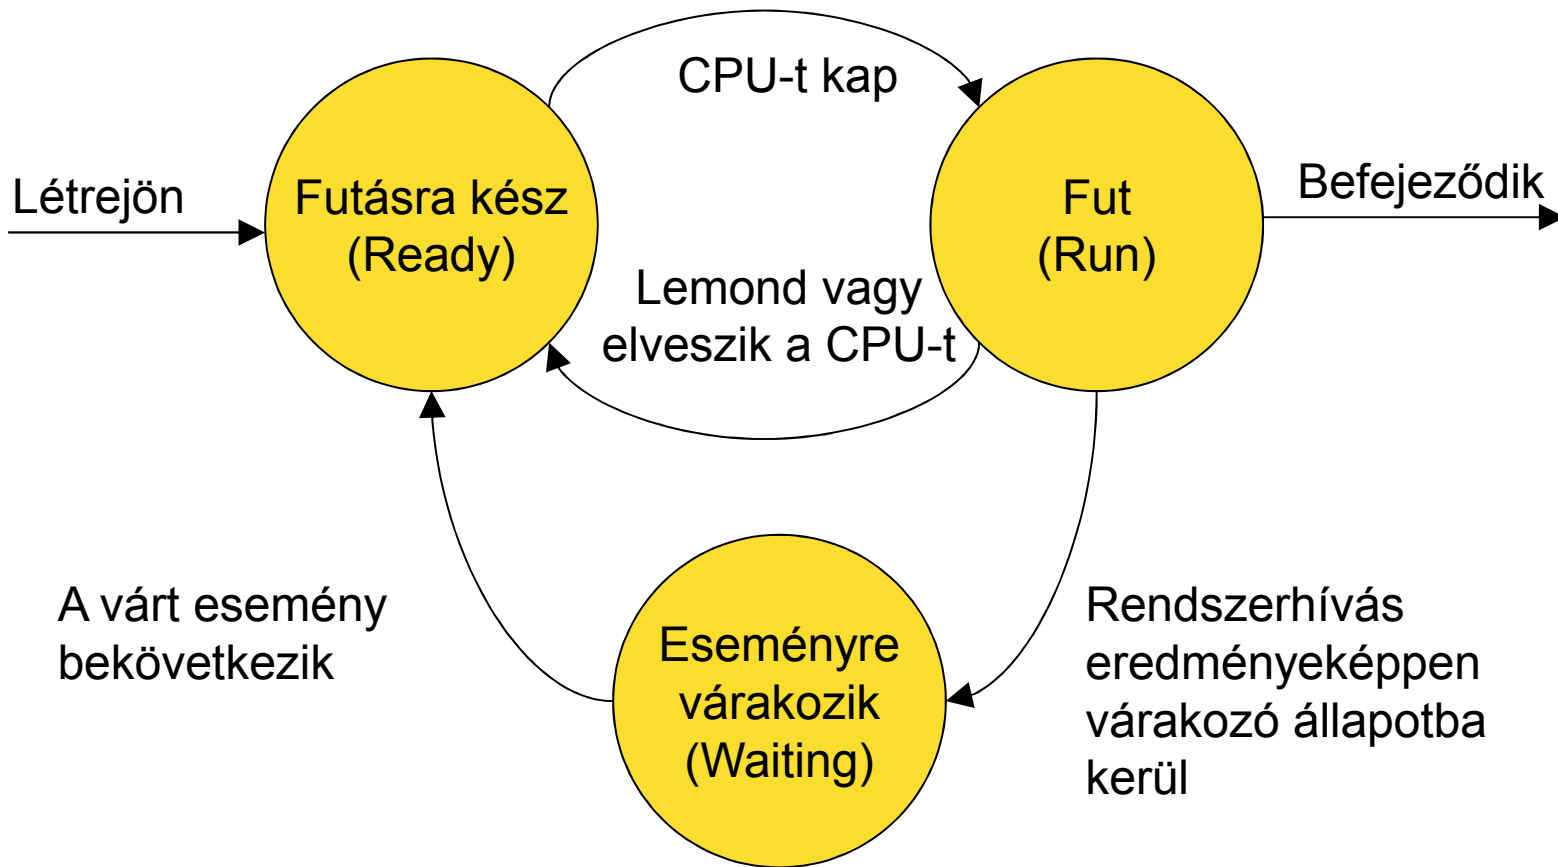 CPU-t kap
Létrejön
Futásra kész
(Ready)
Fut
(Run)
Befejeződik
Lemond vagy
elveszik a CPU-t
A várt esemény
bekövetkezik
Eseményre
várakozik
(Waiting)
Rendszerhívás
eredményeképpen
várakozó állapotba
kerül